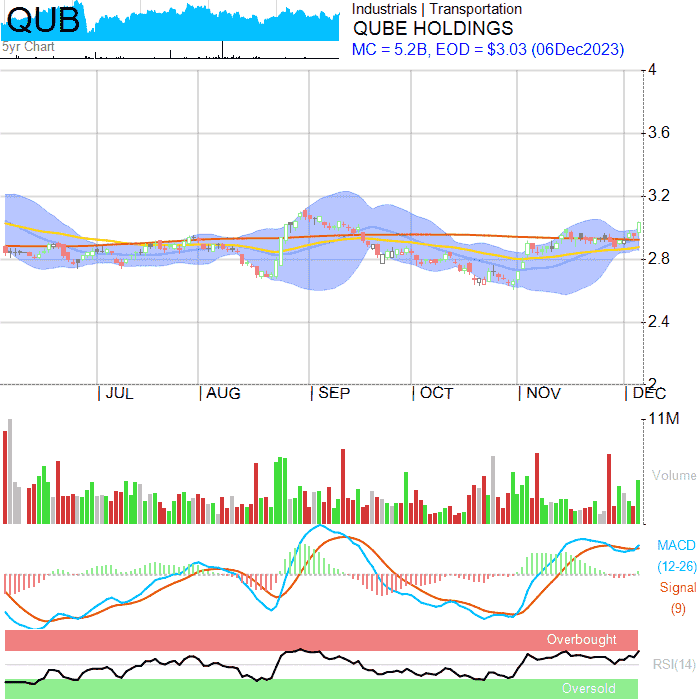 QUB
5yr Chart
Industrials | Transportation
QUBE HOLDINGS
MC = 5.2B, EOD = $3.03 (06Dec2023)
4
3.6
3.2
2.8
2.4
2
JUL AUG SEP OCT NOV DEC
11M
Volume
MACD
(12-26)
Signal
(9)
Overbought
RSI(14)
Oversold